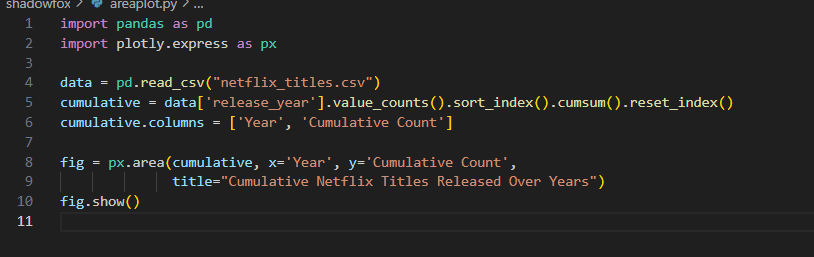 shadowfox > areaplot.py > ...
1 import pandas as pd
2 import plotly.express as px
3
4 data = pd.read_csv("netflix_titles.csv")
5 cumulative = data['release_year'].value_counts().sort_index().cumsum().reset_index()
6 cumulative.columns = ['Year', 'Cumulative Count']
7
8 fig = px.area(cumulative, x='Year', y='Cumulative Count',
9 title="Cumulative Netflix Titles Released Over Years")
10 fig.show()
11